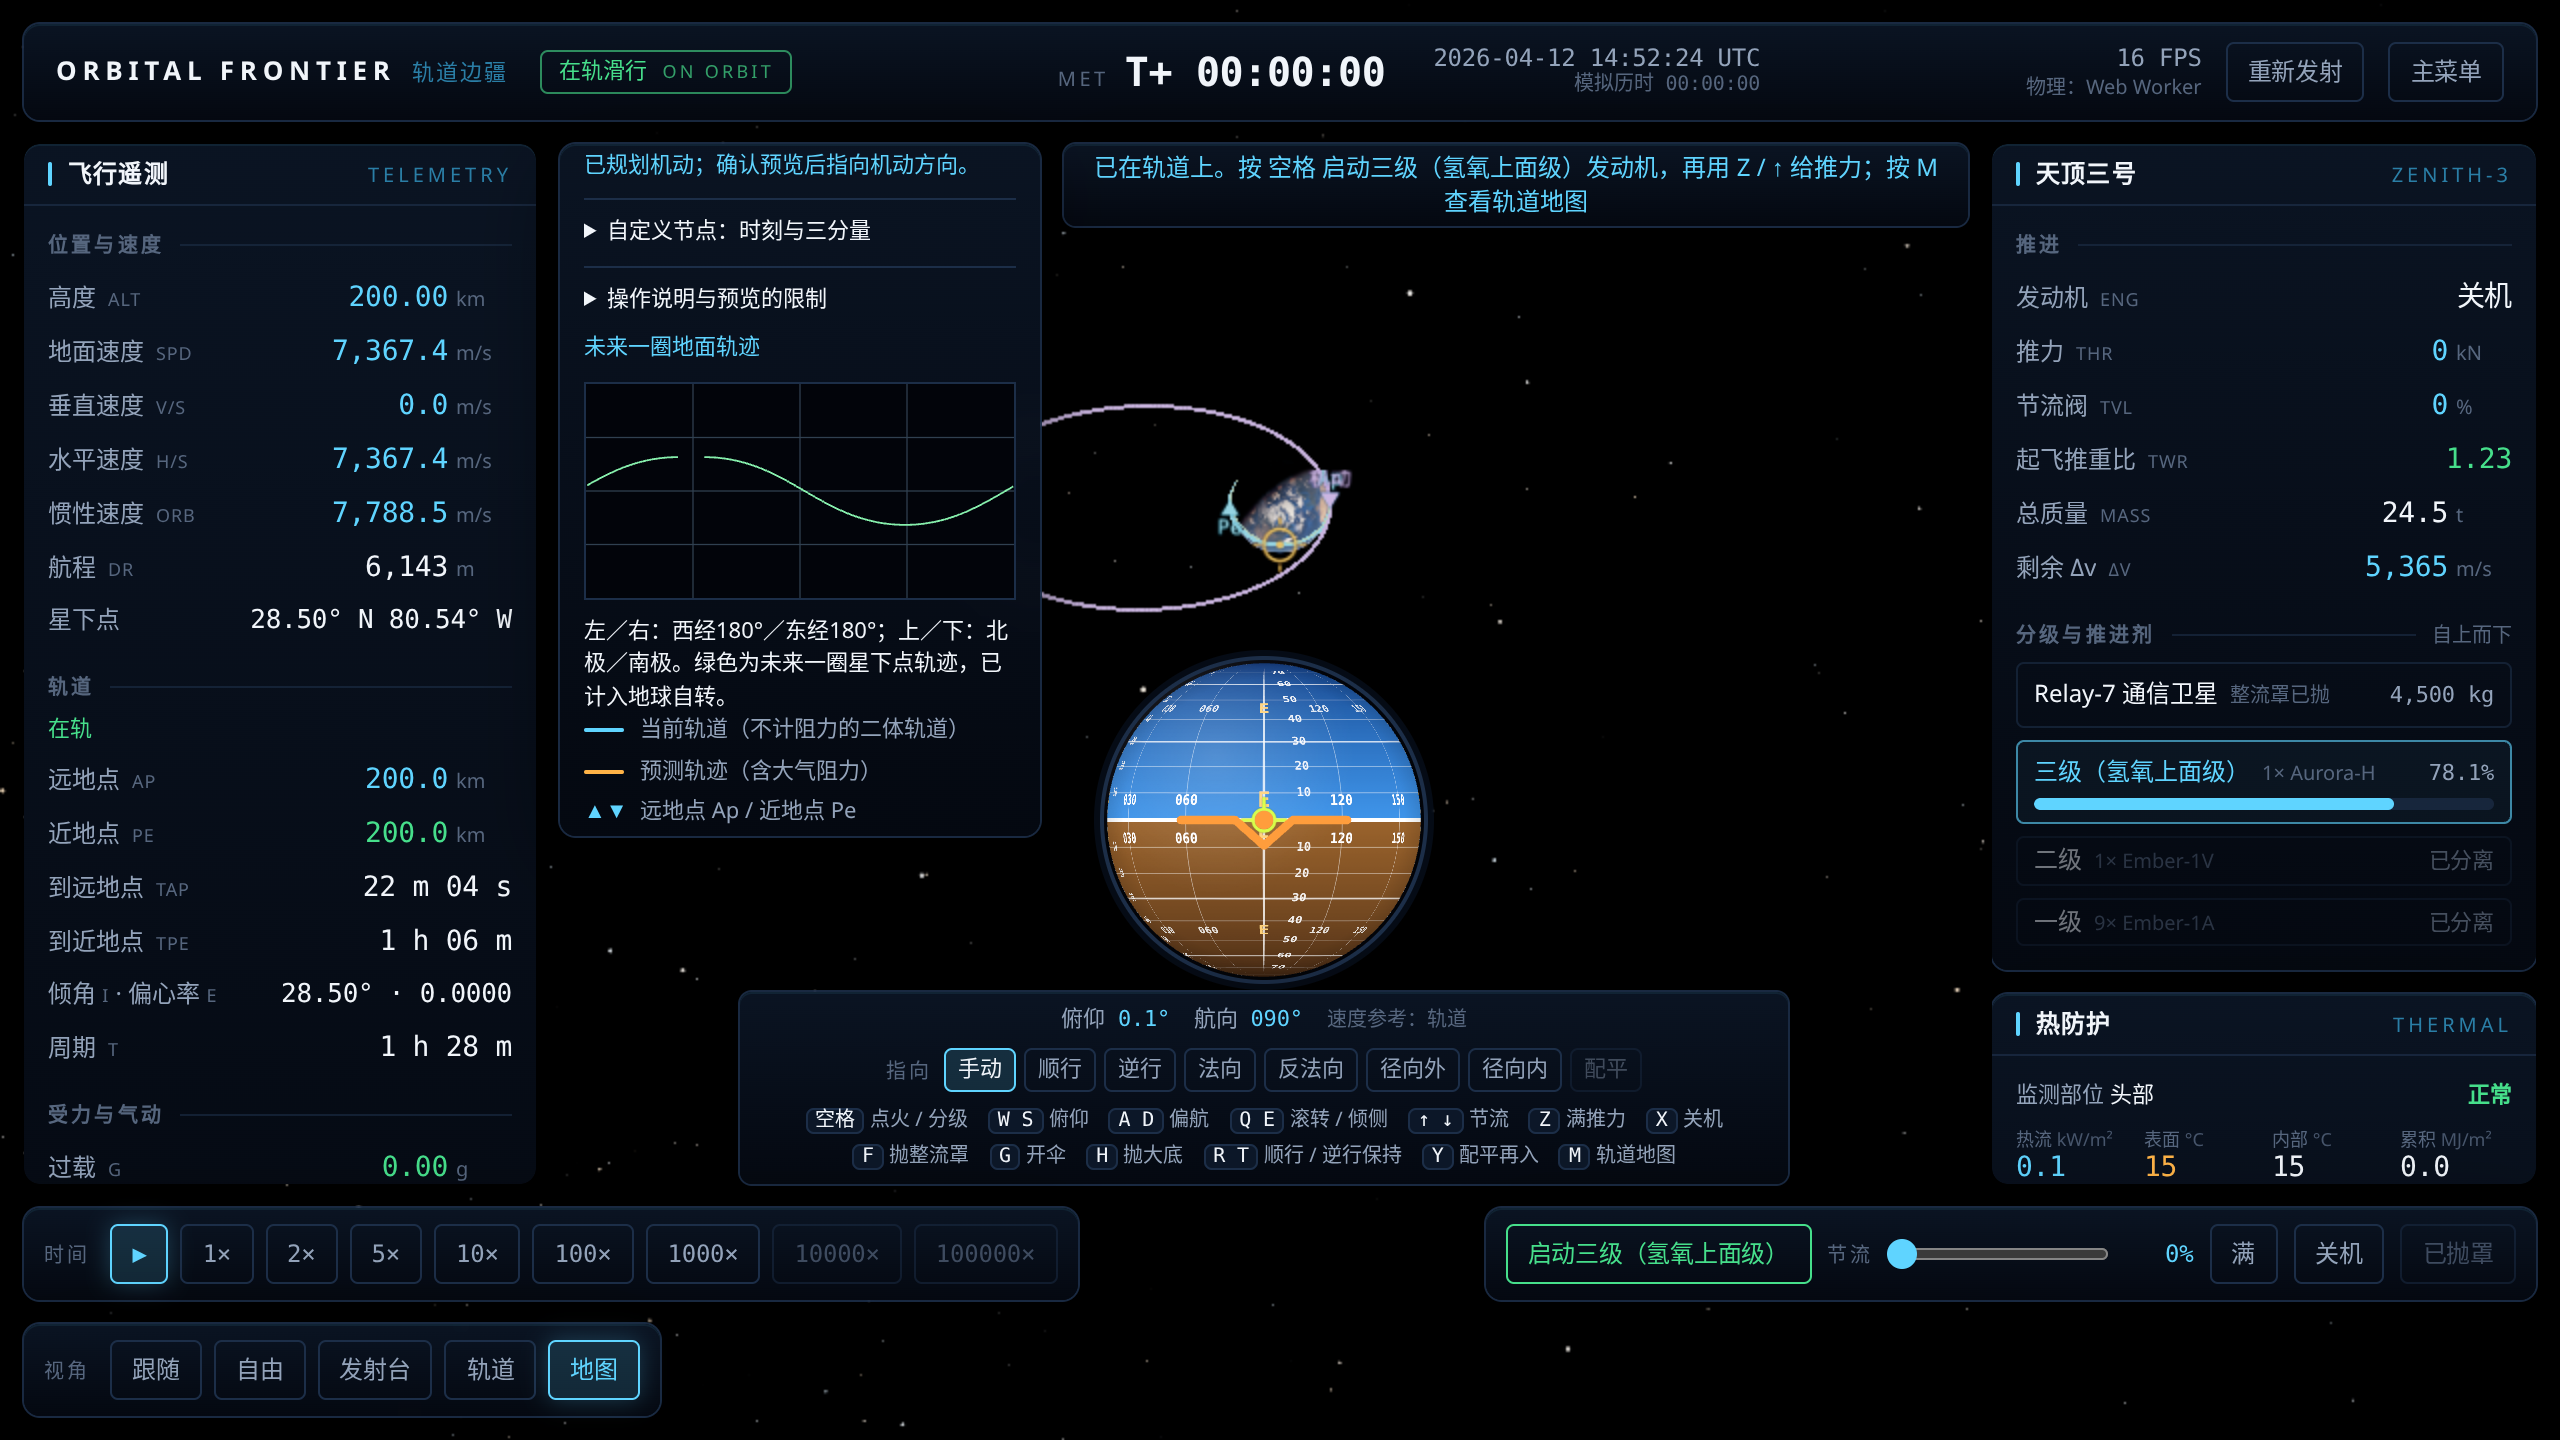 ORBITAL FRONTIER 轨道边疆 在轨滑行 ON ORBIT
MET T+ 00:00:00
2026-04-12 14:52:24 UTC
模拟历时 00:00:00
16 FPS
物理：Web Worker
重新发射 主菜单
飞行遥测 TELEMETRY
位置与速度
高度 ALT 200.00 km
地面速度 SPD 7,367.4 m/s
垂直速度 V/S 0.0 m/s
水平速度 H/S 7,367.4 m/s
惯性速度 ORB 7,788.5 m/s
航程 DR 6,143 m
星下点 28.50° N 80.54° W
轨道
在轨
远地点 AP 200.0 km
近地点 PE 200.0 km
到远地点 TAP 22 m 04 s
到近地点 TPE 1 h 06 m
倾角 I · 偏心率 E 28.50° · 0.0000
周期 T 1 h 28 m
受力与气动
过载 G 0.00 g
已规划机动；确认预览后指向机动方向。
▶ 自定义节点：时刻与三分量
▶ 操作说明与预览的限制
未来一圈地面轨迹
左／右：西经180°／东经180°；上／下：北
极／南极。绿色为未来一圈星下点轨迹，已
计入地球自转。
当前轨道（不计阻力的二体轨道）
预测轨迹（含大气阻力）
▲▼ 远地点 Ap / 近地点 Pe
已在轨道上。按 空格 启动三级（氢氧上面级）发动机，再用 Z / ↑ 给推力；按 M
查看轨道地图
60
50
030 060 E 120 150
40
30
20
10
030 060 E 120 150
030 060 120 150
10
20
30
40
060 E 120 150
50
60
70
俯仰 0.1° 航向 090° 速度参考：轨道
指向 手动 顺行 逆行 法向 反法向 径向外 径向内 配平
空格 点火 / 分级 W S 俯仰 A D 偏航 Q E 滚转 / 倾侧 ↑ ↓ 节流 Z 满推力 X 关机
F 抛整流罩 G 开伞 H 抛大底 R T 顺行 / 逆行保持 Y 配平再入 M 轨道地图
天顶三号 ZENITH-3
推进
发动机 ENG 关机
推力 THR 0 kN
节流阀 TVL 0 %
起飞推重比 TWR 1.23
总质量 MASS 24.5 t
剩余 Δv ΔV 5,365 m/s
分级与推进剂 自上而下
Relay-7 通信卫星 整流罩已抛 4,500 kg
三级（氢氧上面级） 1× Aurora-H 78.1%
二级 1× Ember-1V 已分离
一级 9× Ember-1A 已分离
热防护 THERMAL
监测部位 头部 正常
热流 kW/m² 表面 °C 内部 °C 累积 MJ/m²
0.1 15 15 0.0
时间 ▶ 1× 2× 5× 10× 100× 1000× 10000× 100000×
启动三级（氢氧上面级） 节流 0% 满 关机 已抛罩
视角 跟随 自由 发射台 轨道 地图